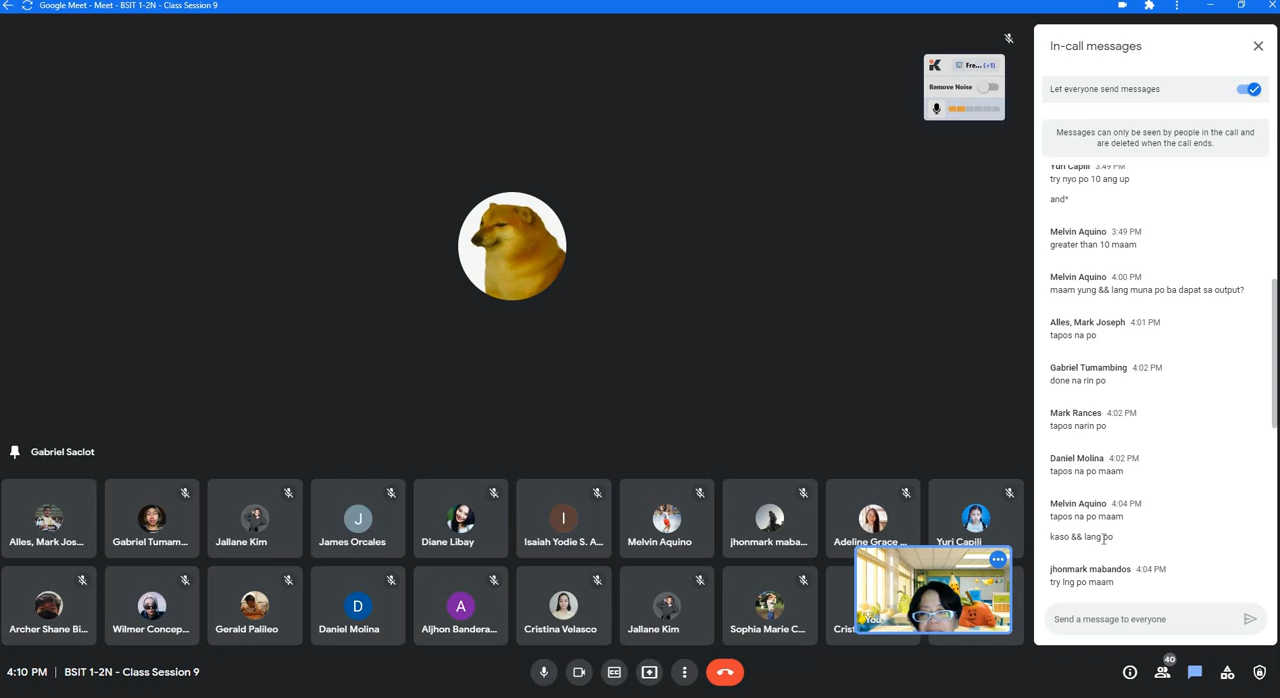 Google Meet - Meet - BSIT 1-2N - Class Session 9
Fre... (+1)
Remove Noise
Gabriel Saclot
Alles, Mark Jos...
Gabriel Tumam...
Jallane Kim
James Orcales
Diane Libay
Isaiah Yodie S. A...
Melvin Aquino
jhonmark maba...
Adeline Grace ...
Yuri Capili
Archer Shane Bi...
Wilmer Concep...
Gerald Palileo
Daniel Molina
Aljhon Bandera...
Cristina Velasco
Jallane Kim
Sophia Marie C...
Crist
You
4:10 PM | BSIT 1-2N - Class Session 9
In-call messages
Let everyone send messages
Messages can only be seen by people in the call and
are deleted when the call ends.
Yuri Capili 3:49 PM
try nyo po 10 ang up
and*
Melvin Aquino 3:49 PM
greater than 10 maam
Melvin Aquino 4:00 PM
maam yung && lang muna po ba dapat sa output?
Alles, Mark Joseph 4:01 PM
tapos na po
Gabriel Tumambing 4:02 PM
done na rin po
Mark Rances 4:02 PM
tapos narin po
Daniel Molina 4:02 PM
tapos na po maam
Melvin Aquino 4:04 PM
tapos na po maam
kaso && lang po
jhonmark mabandos 4:04 PM
try lng po maam
Send a message to everyone
40
J
I
D
A